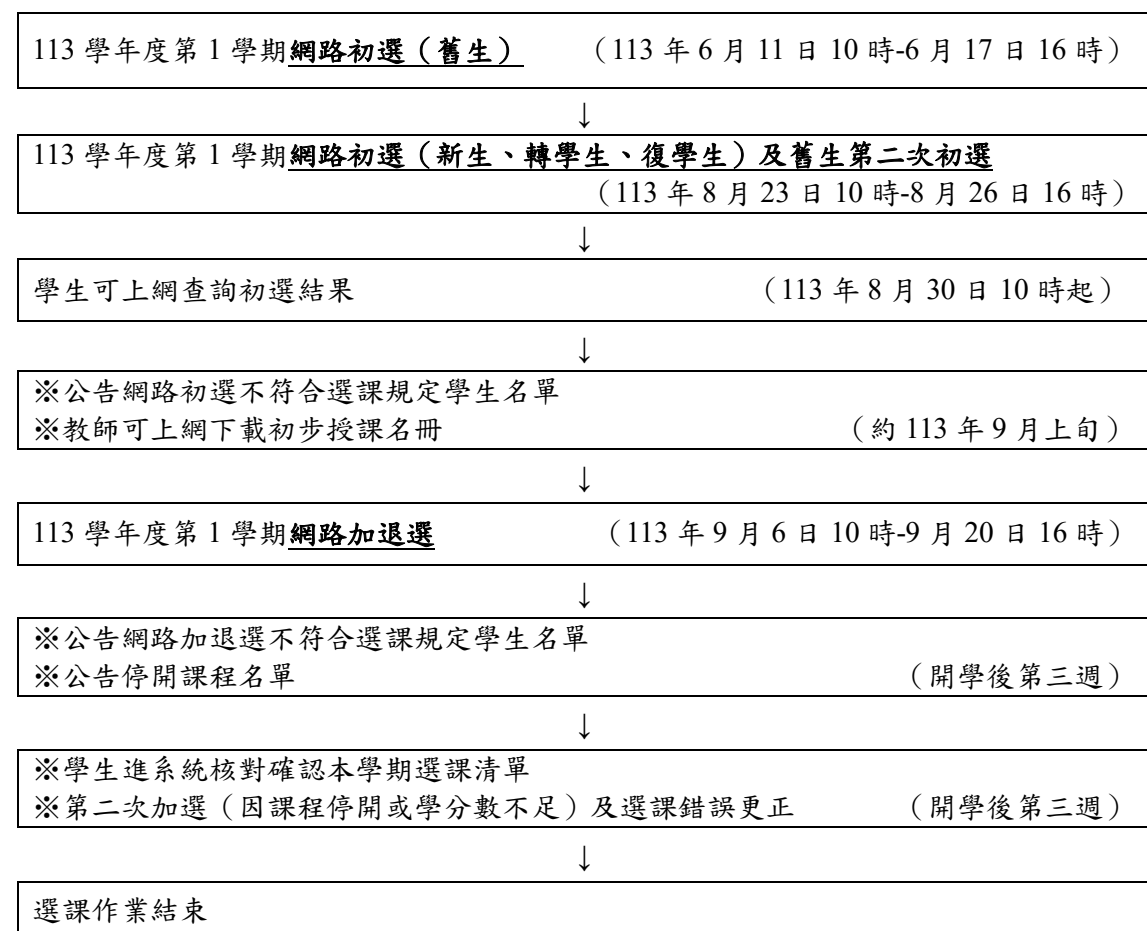 113 學年度第 1 學期網路初選（舊生） （113 年 6 月 11 日 10 時-6 月 17 日 16 時）
↓
113 學年度第 1 學期網路初選（新生、轉學生、復學生）及舊生第二次初選
（113 年 8 月 23 日 10 時-8 月 26 日 16 時）
↓
學生可上網查詢初選結果 （113 年 8 月 30 日 10 時起）
↓
※公告網路初選不符合選課規定學生名單
※教師可上網下載初步授課名冊 （約 113 年 9 月上旬）
↓
113 學年度第 1 學期網路加退選 （113 年 9 月 6 日 10 時-9 月 20 日 16 時）
↓
※公告網路加退選不符合選課規定學生名單
※公告停開課程名單 （開學後第三週）
↓
※學生進系統核對確認本學期選課清單
※第二次加選（因課程停開或學分數不足）及選課錯誤更正 （開學後第三週）
↓
選課作業結束